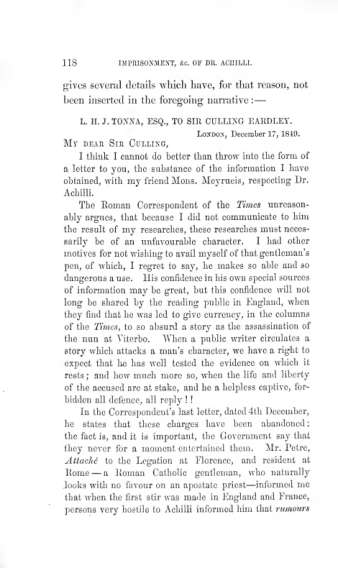 118 IMPRISONMENT, &c. OF DR. ACHILLI.
gives several details which have, for that reason, not
been inserted in the foregoing narrative :—
L. H. J. TONNA, ESQ., TO SIR CULLING EARDLEY.
London, December 17, 1849.
My dear Sir Culling,
I think I cannot do better than throw into the form of
a letter to you, the substance of the information I have
obtained, with my friend Mons. Meyrueis, respecting Dr.
Achilli.
The Roman Correspondent of the Times unreason-
ably argues, that because I did not communicate to him
the result of my researches, these researches must neces-
sarily be of an unfavourable character. I had other
motives for not wishing to avail myself of that gentleman's
pen, of which, I regret to say, he makes so able and so
dangerous a use. His confidence in his own special sources
of information may be great, but this confidence will not
long be shared by the reading public in England, when
they find that he was led to give currency, in the columns
of the Times, to so absurd a story as the assassination of
the nun at Viterbo. When a public writer circulates a
story which attacks a man's character, we have a right to
expect that he has well tested the evidence on which it
rests; and how much more so, when the life and liberty
of the accused are at stake, and he a helpless captive, for-
bidden all defence, all reply ! !
In the Correspondent's last letter, dated 4th December,
he states that these charges have been abandoned:
the fact is, and it is important, the Government say that
they never for a moment entertained them. Mr. Petre,
Attaché to the Legation at Florence, and resident at
Rome—a Roman Catholic gentleman, who naturally
looks with no favour on an apostate priest—informed me
that when the first stir was made in England and France,
persons very hostile to Achilli informed him that rumours